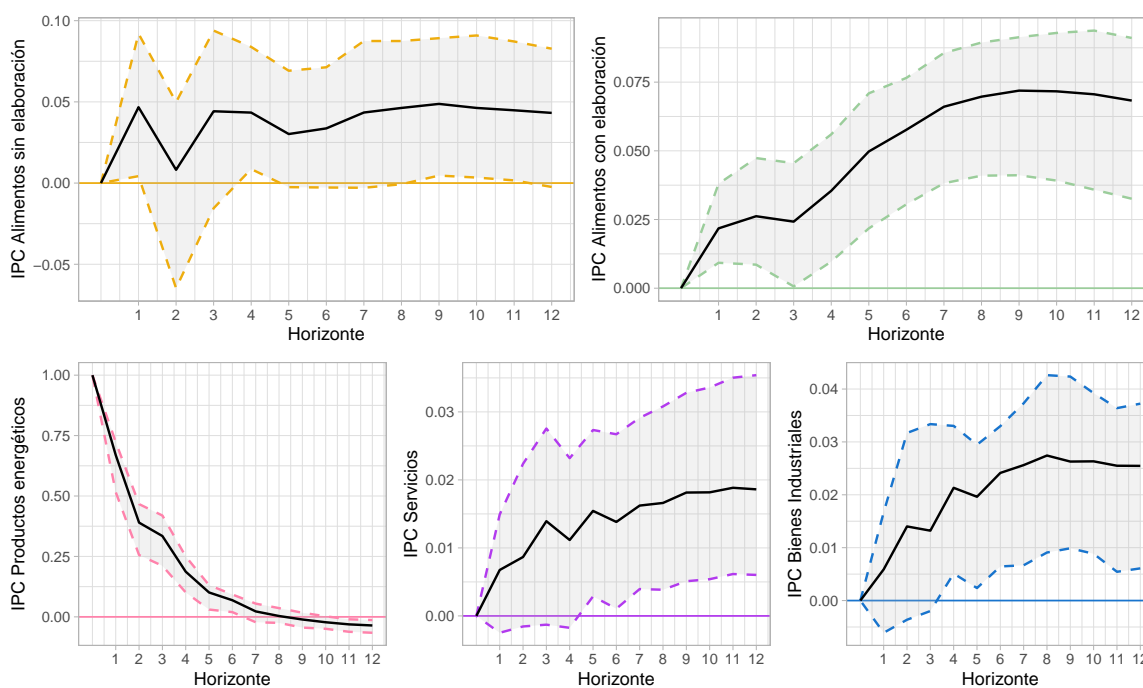 IPC Alimentos sin elaboración
0.10
0.05
0.00
−0.05
1 2 3 4 5 6 7 8 9 10 11 12
Horizonte
IPC Alimentos con elaboración
0.075
0.050
0.025
0.000
1 2 3 4 5 6 7 8 9 10 11 12
Horizonte
IPC Productos energéticos
1.00
0.75
0.50
0.25
0.00
1 2 3 4 5 6 7 8 9 10 11 12
Horizonte
IPC Servicios
0.03
0.02
0.01
0.00
1 2 3 4 5 6 7 8 9 10 11 12
Horizonte
IPC Bienes Industriales
0.04
0.03
0.02
0.01
0.00
1 2 3 4 5 6 7 8 9 10 11 12
Horizonte